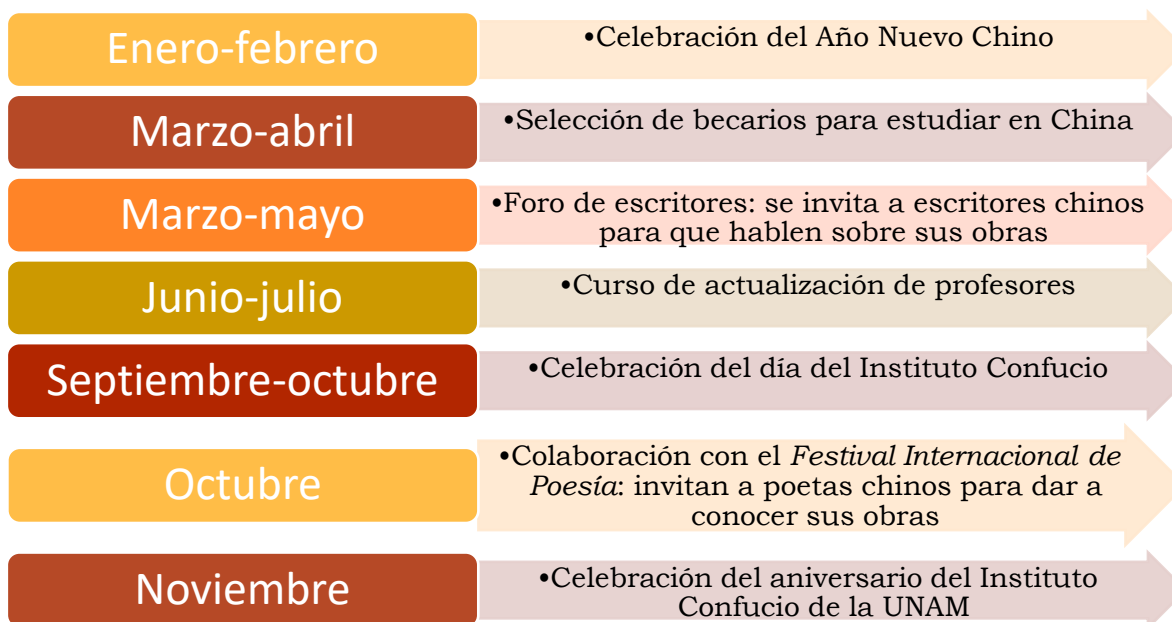 Enero-febrero
•Celebración del Año Nuevo Chino
Marzo-abril
•Selección de becarios para estudiar en China
Marzo-mayo
•Foro de escritores: se invita a escritores chinos
para que hablen sobre sus obras
Junio-julio
•Curso de actualización de profesores
Septiembre-octubre
•Celebración del día del Instituto Confucio
Octubre
•Colaboración con el Festival Internacional de
Poesía: invitan a poetas chinos para dar a
conocer sus obras
Noviembre
•Celebración del aniversario del Instituto
Confucio de la UNAM